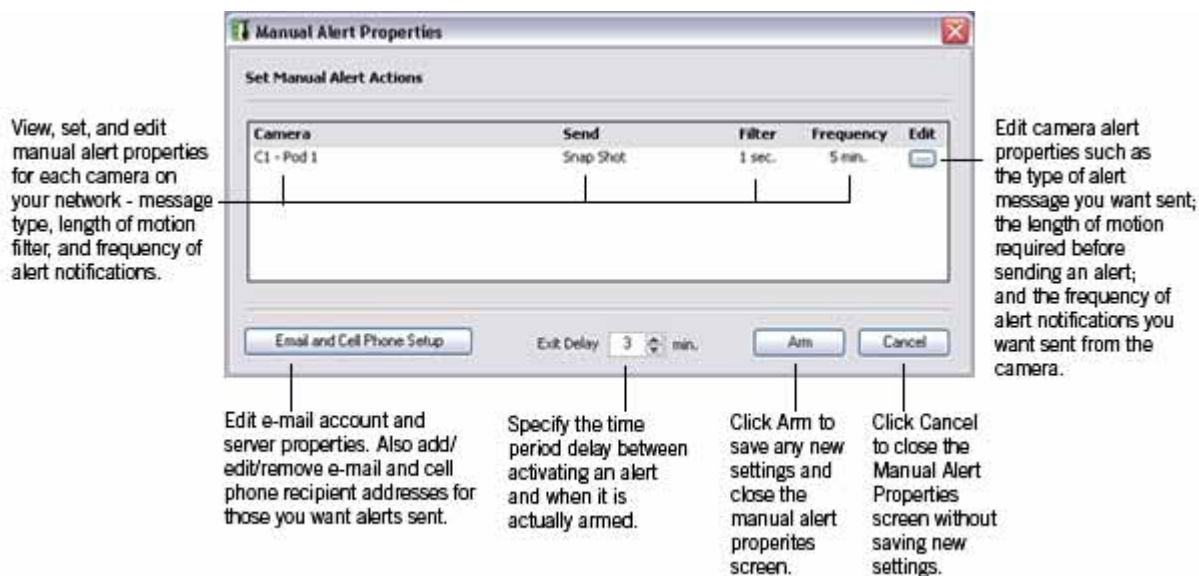 Manual Alert Properties
Set Manual Alert Actions
Camera Send Filter Frequency Edit
C1 - Pod 1 Snap Shot 1 sec. 5 min. ...
View, set, and edit
manual alert properties
for each camera on
your network - message
type, length of motion
filter, and frequency of
alert notifications.
Edit camera alert
properties such as
the type of alert
message you want sent;
the length of motion
required before
sending an alert;
and the frequency of
alert notifications you
want sent from the
camera.
Email and Cell Phone Setup Exit Delay 3 min. Arm Cancel
Edit e-mail account and
server properties. Also add/
edit/remove e-mail and cell
phone recipient addresses for
those you want alerts sent.
Specify the time
period delay between
activating an alert
and when it is
actually armed.
Click Arm to
save any new
settings and
close the
manual alert
properites
screen.
Click Cancel
to close the
Manual Alert
Properties
screen without
saving new
settings.